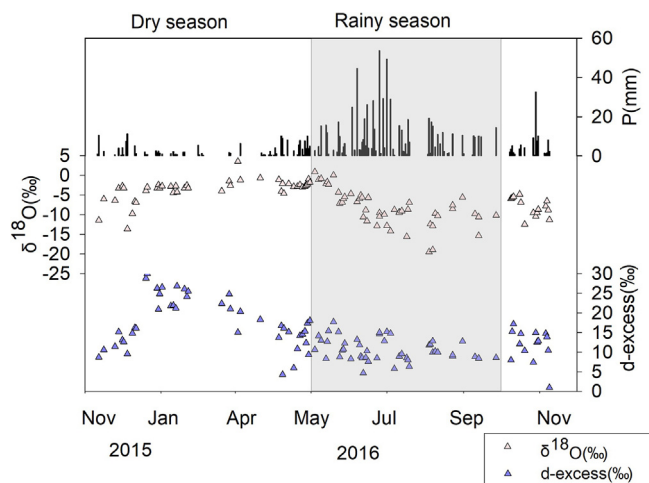 Dry season Rainy season
60
40
20
0
P(mm)
5
0
-5
-10
-15
-20
-25
δ18O(‰)
30
25
20
15
10
5
0
d-excess(‰)
Nov Jan Apr May Jul Sep Nov
2015 2016
δ18O(‰)
d-excess(‰)